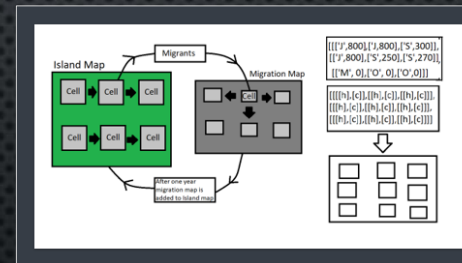 Island Map
Migrants
Migration Map
Cell
Cell
Cell
Cell
Cell
Cell
Cell
After one year
migration map is
added to Island map
[[['J',800],['J,800],['S',300]],
[['J',800],['S',250],['S',270]],
[['M', 0],['O', 0],['O',0]]]
[[[[h],[c]],[[h],[c]],[[h],[c]]],
[[[h],[c]],[[h],[c]],[[h],[c]]],
[[[h],[c]],[[h],[c]],[[h],[c]]]]